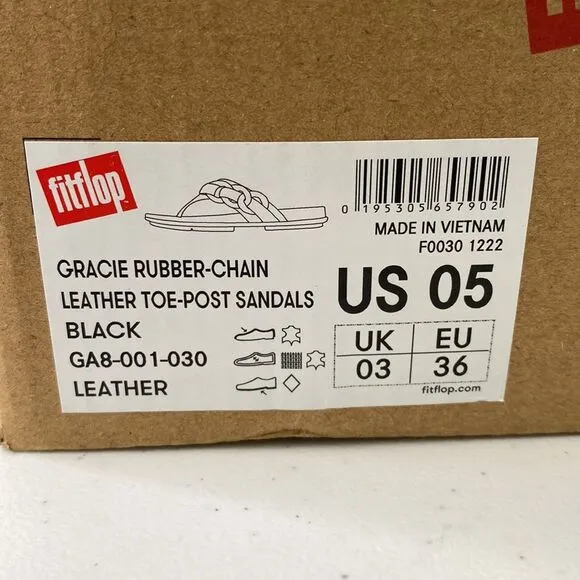 fitflop
0 195305 657902
MADE IN VIETNAM
F0030 1222
GRACIE RUBBER-CHAIN
LEATHER TOE-POST SANDALS
BLACK
GA8-001-030
LEATHER
US 05
UK EU
03 36
fitflop.com